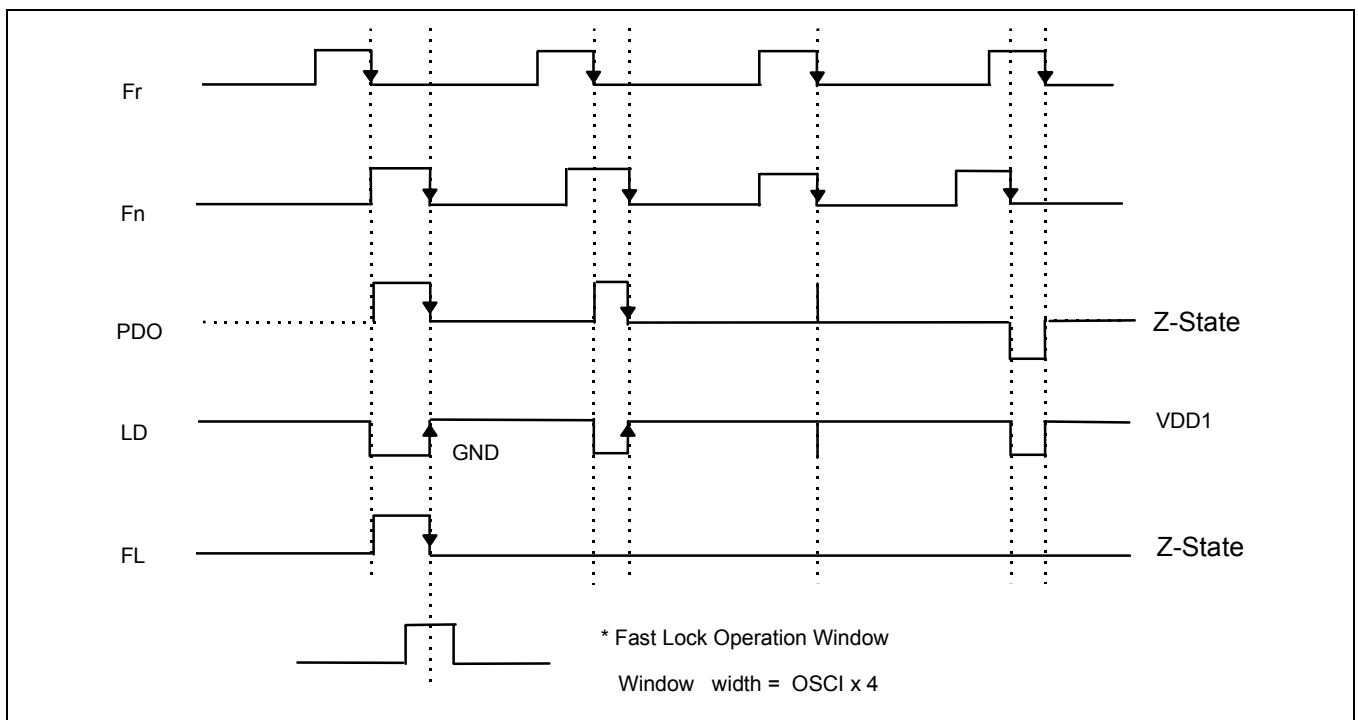 Fr
Fn
PDO
Z-State
LD
VDD1
GND
FL
Z-State
* Fast Lock Operation Window
Window width = OSCI x 4